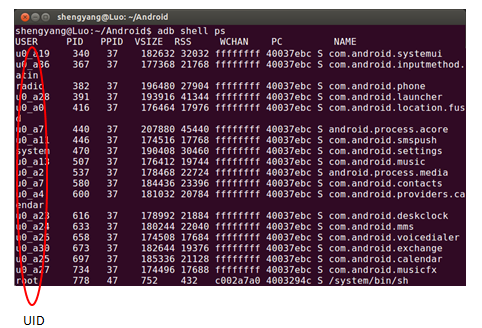 shengyang@Luo: ~/Android
shengyang@Luo:~/Android$ adb shell ps
USER PID PPID VSIZE RSS WCHAN PC NAME
u0_a19 340 37 182632 32032 ffffffff 40037ebc S com.android.systemui
u0_a36 367 37 177368 21768 ffffffff 40037ebc S com.android.inputmethod.
latin
radio 382 37 196480 27904 ffffffff 40037ebc S com.android.phone
u0_a28 391 37 193916 41344 ffffffff 40037ebc S com.android.launcher
u0_a0 416 37 176464 17976 ffffffff 40037ebc S com.android.location.fuse
d
u0_a7 440 37 207880 45440 ffffffff 40037ebc S android.process.acore
u0_a11 446 37 174516 17768 ffffffff 40037ebc S com.android.smspush
system 470 37 190408 30460 ffffffff 40037ebc S com.android.settings
u0_a13 507 37 176412 19744 ffffffff 40037ebc S com.android.music
u0_a2 537 37 178468 22724 ffffffff 40037ebc S android.process.media
u0_a7 580 37 184436 23396 ffffffff 40037ebc S com.android.contacts
u0_a4 600 37 181032 20784 ffffffff 40037ebc S com.android.providers.ca
lendar
u0_a23 616 37 178992 21884 ffffffff 40037ebc S com.android.deskclock
u0_a24 633 37 180244 22040 ffffffff 40037ebc S com.android.mms
u0_a26 658 37 174508 17684 ffffffff 40037ebc S com.android.voicedialer
u0_a30 673 37 182644 19376 ffffffff 40037ebc S com.android.exchange
u0_a25 697 37 185336 21128 ffffffff 40037ebc S com.android.calendar
u0_a27 734 37 174496 17688 ffffffff 40037ebc S com.android.musicfx
root 778 47 752 432 c002a7a0 4003294c S /system/bin/sh
UID